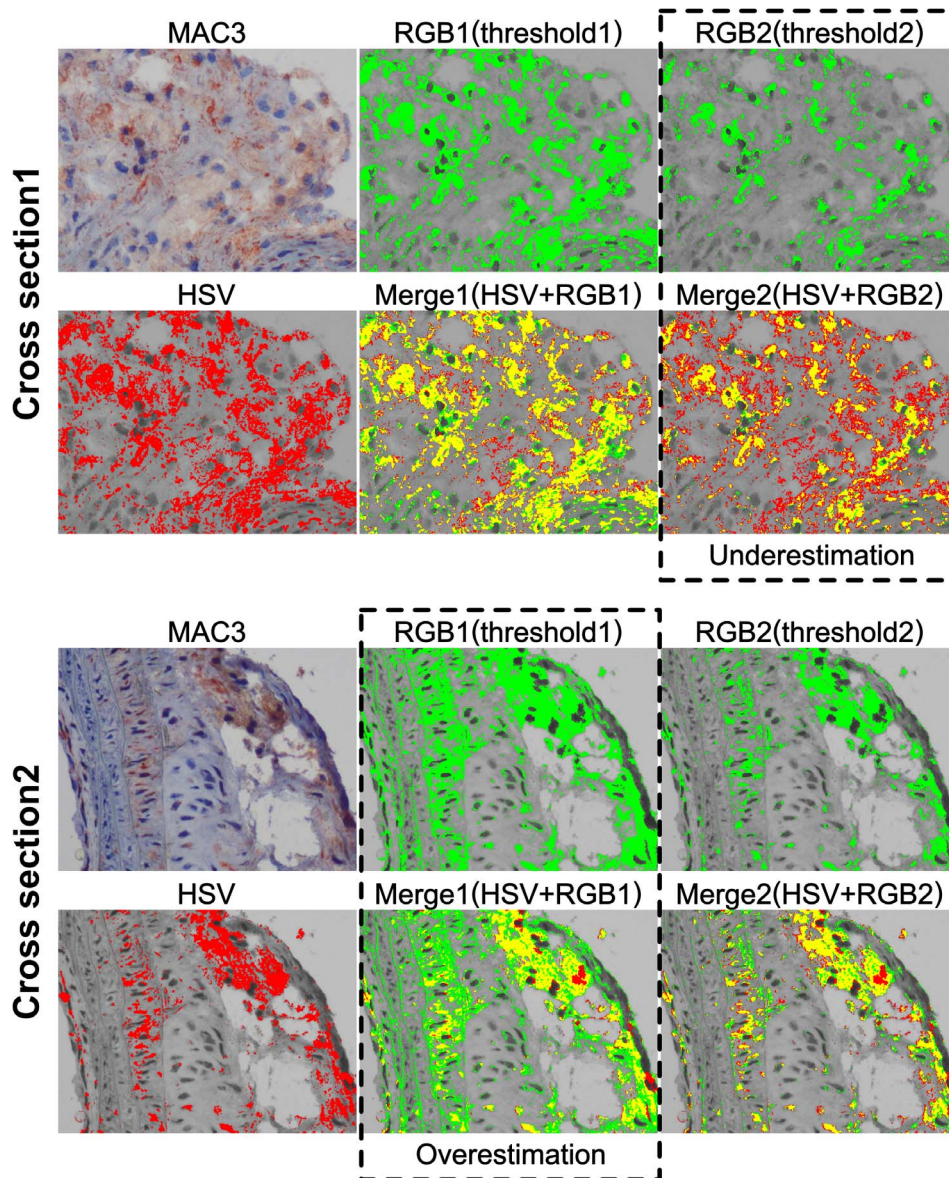 MAC3
RGB1(threshold1)
RGB2(threshold2)
Cross section1
HSV
Merge1(HSV+RGB1)
Merge2(HSV+RGB2)
Underestimation
MAC3
RGB1(threshold1)
RGB2(threshold2)
Cross section2
HSV
Merge1(HSV+RGB1)
Merge2(HSV+RGB2)
Overestimation